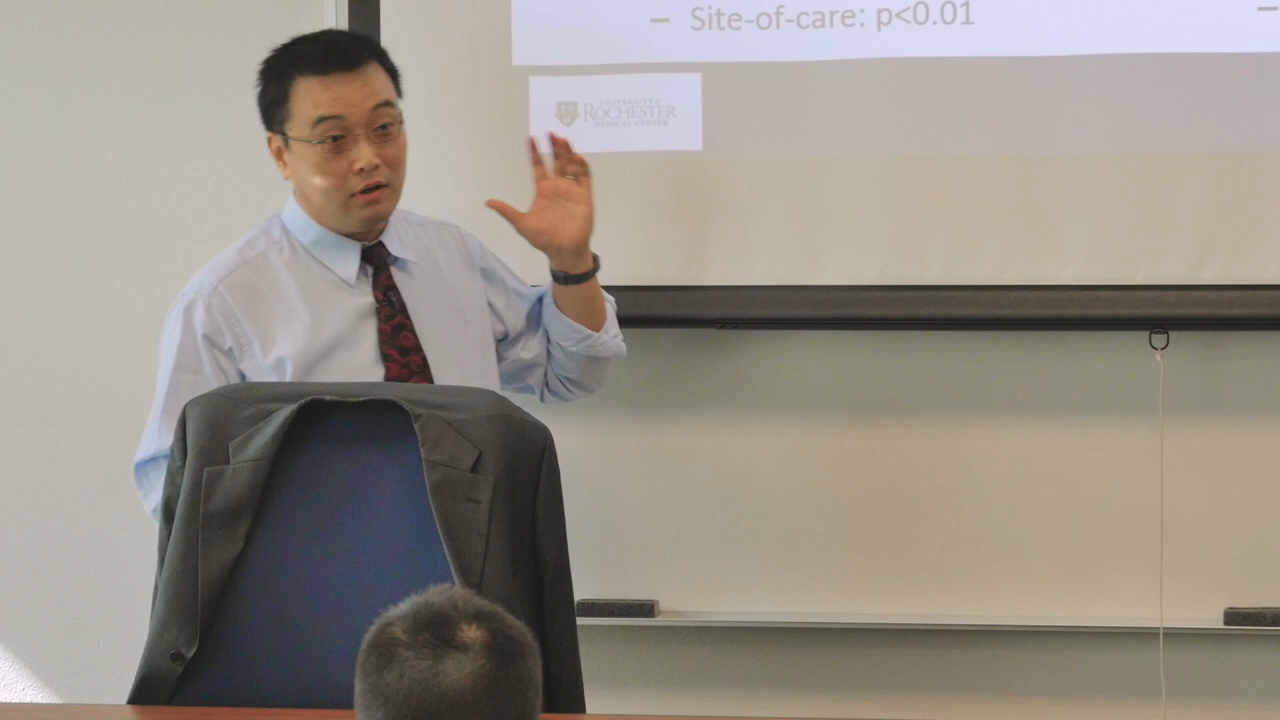 – Site-of-care: p<0.01
–
UNIVERSITY of
ROCHESTER
MEDICAL CENTER